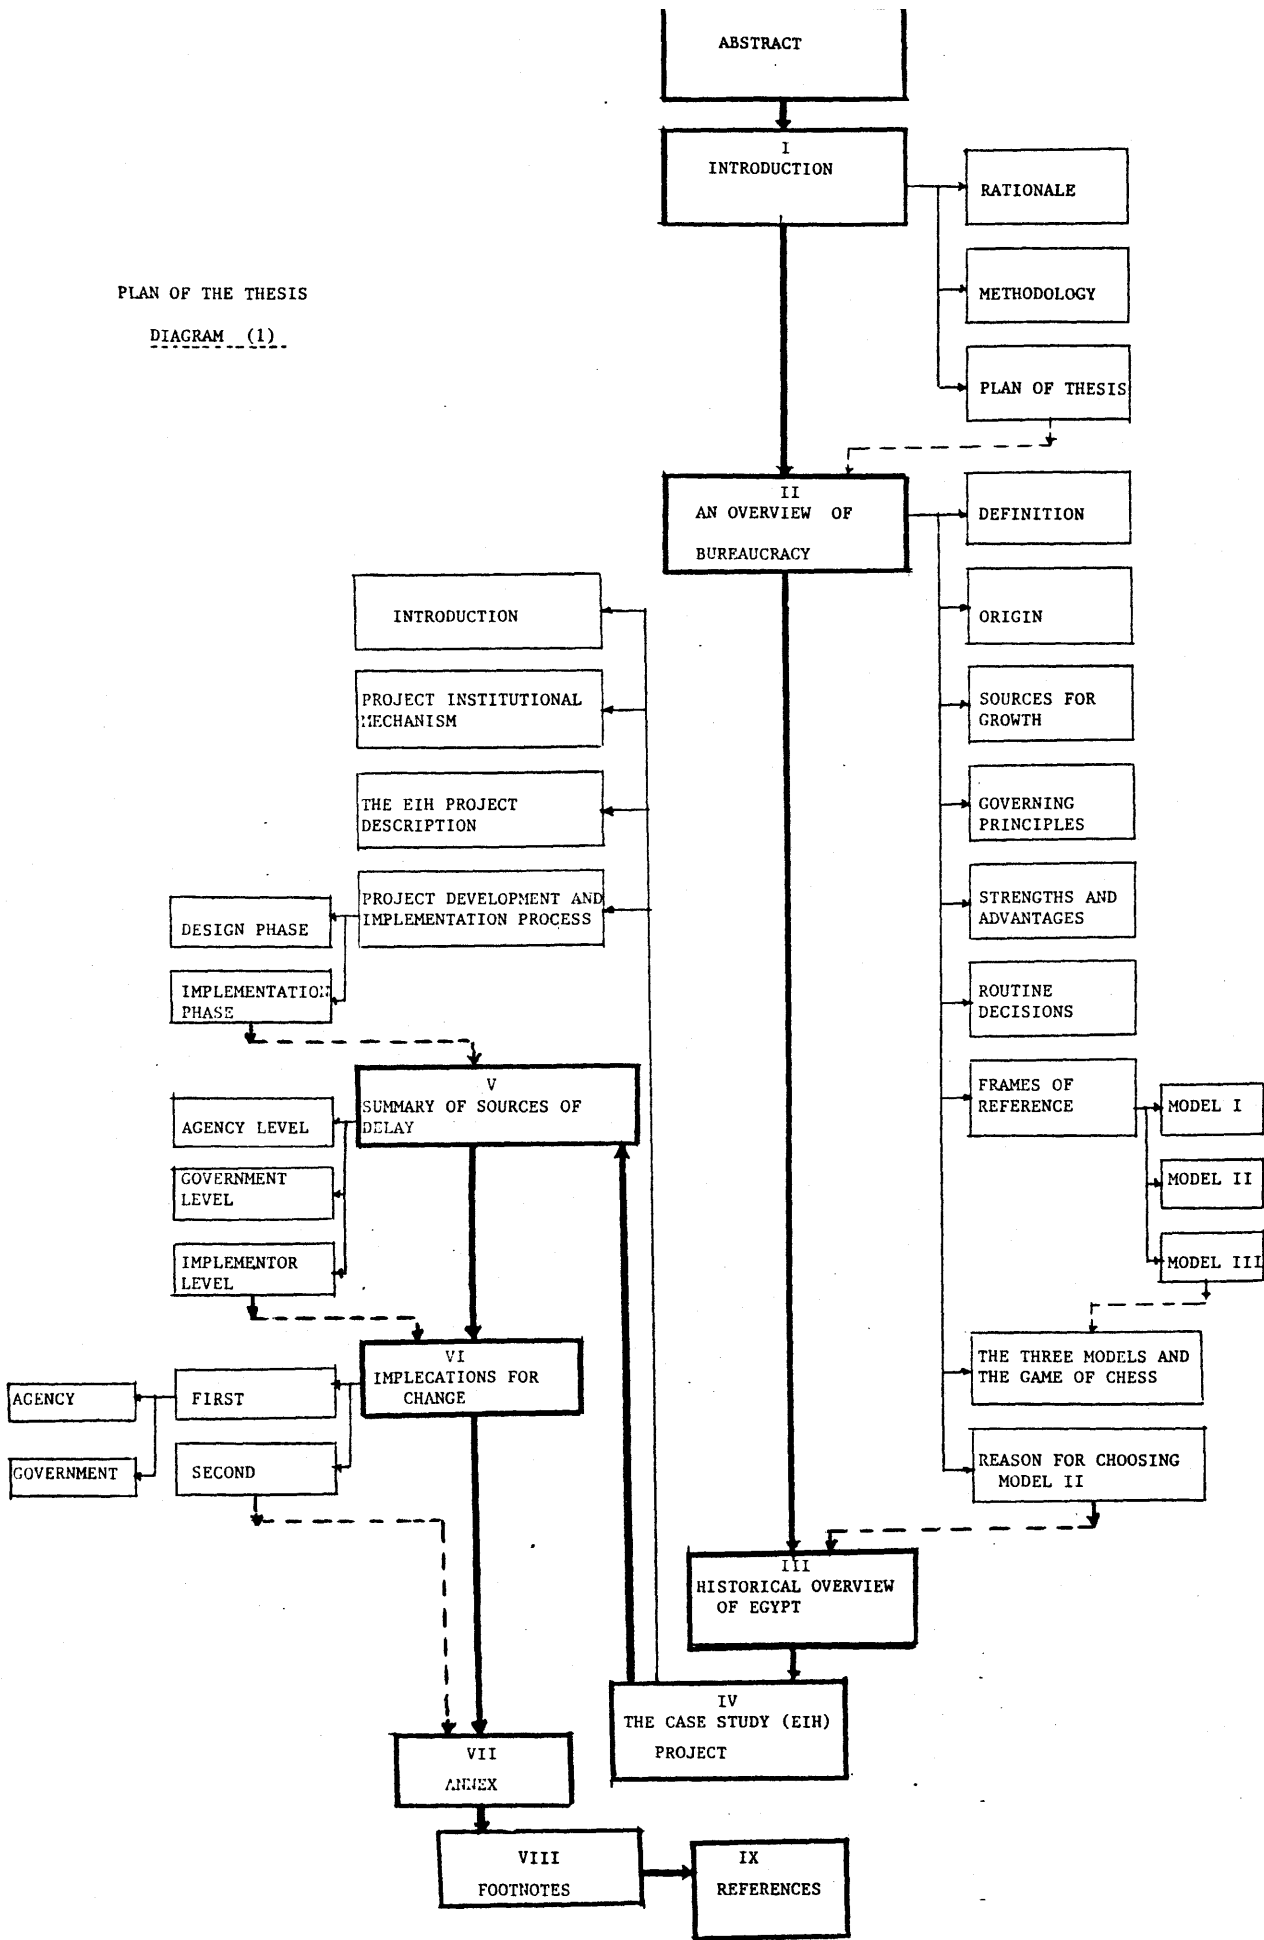 ABSTRACT
I
INTRODUCTION
RATIONALE
METHODOLOGY
PLAN OF THESIS
PLAN OF THE THESIS
DIAGRAM (1)
II
AN OVERVIEW OF
BUREAUCRACY
DEFINITION
ORIGIN
SOURCES FOR
GROWTH
GOVERNING
PRINCIPLES
STRENGTHS AND
ADVANTAGES
ROUTINE
DECISIONS
FRAMES OF
REFERENCE
MODEL I
MODEL II
MODEL III
THE THREE MODELS AND
THE GAME OF CHESS
REASON FOR CHOOSING
MODEL II
III
HISTORICAL OVERVIEW
OF EGYPT
IV
THE CASE STUDY (EIH)
PROJECT
INTRODUCTION
PROJECT INSTITUTIONAL
MECHANISM
THE EIH PROJECT
DESCRIPTION
PROJECT DEVELOPMENT AND
IMPLEMENTATION PROCESS
DESIGN PHASE
IMPLEMENTATION
PHASE
V
SUMMARY OF SOURCES OF
DELAY
AGENCY LEVEL
GOVERNMENT
LEVEL
IMPLEMENTOR
LEVEL
VI
IMPLECATIONS FOR
CHANGE
FIRST
AGENCY
GOVERNMENT
SECOND
VII
ANNEX
VIII
FOOTNOTES
IX
REFERENCES